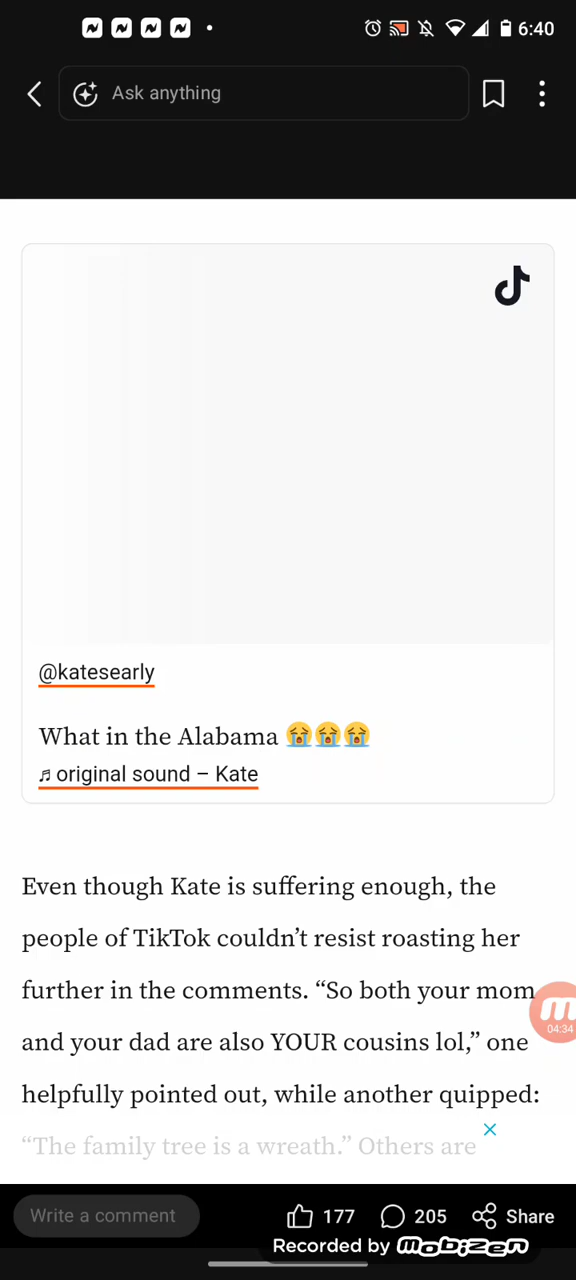 6:40
Ask anything
@katesearly
What in the Alabama 😭😭😭
♬ original sound – Kate
Even though Kate is suffering enough, the
people of TikTok couldn’t resist roasting her
further in the comments. “So both your mom
and your dad are also YOUR cousins lol,” one
helpfully pointed out, while another quipped:
“The family tree is a wreath.” Others are
04:34
Write a comment
177
205
Share
Recorded by mobizen